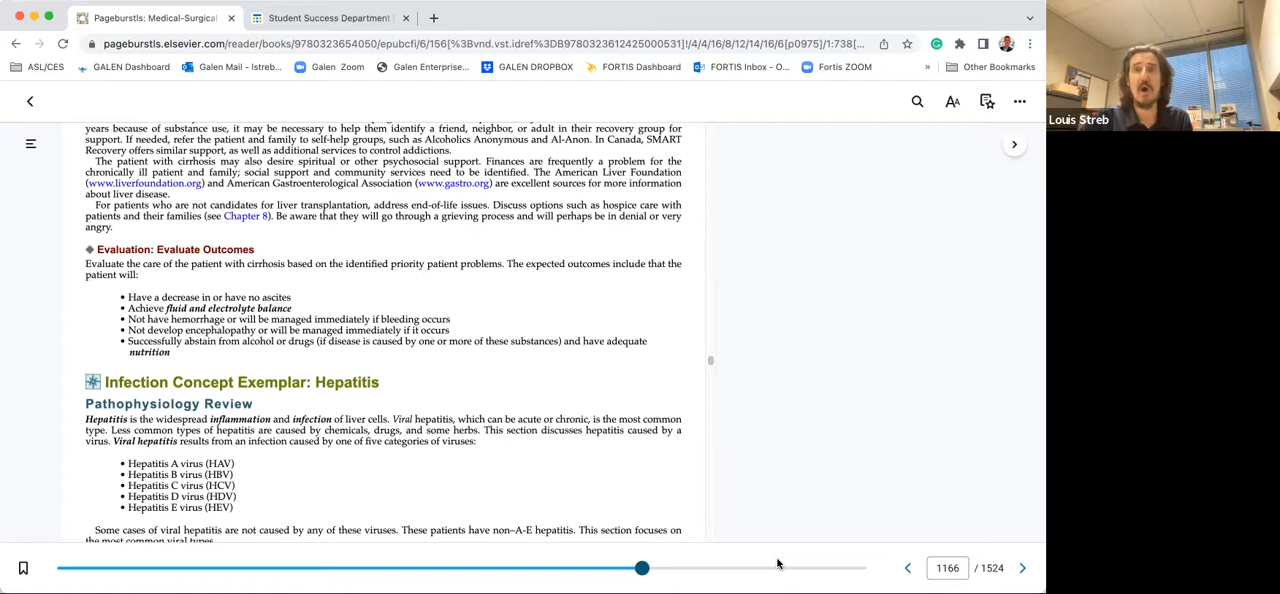 Pageburstls: Medical-Surgical
Student Success Department |
pageburstls.elsevier.com/reader/books/9780323654050/epubcfi/6/156[%3Bvnd.vst.idref%3DB9780323612425000531]!/4/4/16/8/12/14/16/6[p0975]/1:738[...
ASL/CES
GALEN Dashboard
Galen Mail - lstreb...
Galen Zoom
Galen Enterprise...
GALEN DROPBOX
FORTIS Dashboard
FORTIS Inbox - O...
Fortis ZOOM
»
Other Bookmarks
Louis Streb
AA
years because of substance use, it may be necessary to help them identify a friend, neighbor, or adult in their recovery group for
support. If needed, refer the patient and family to self-help groups, such as Alcoholics Anonymous and Al-Anon. In Canada, SMART
Recovery offers similar support, as well as additional services to control addictions.
The patient with cirrhosis may also desire spiritual or other psychosocial support. Finances are frequently a problem for the
chronically ill patient and family; social support and community services need to be identified. The American Liver Foundation
(www.liverfoundation.org) and American Gastroenterological Association (www.gastro.org) are excellent sources for more information
about liver disease.
For patients who are not candidates for liver transplantation, address end-of-life issues. Discuss options such as hospice care with
patients and their families (see Chapter 8). Be aware that they will go through a grieving process and will perhaps be in denial or very
angry.
Evaluation: Evaluate Outcomes
Evaluate the care of the patient with cirrhosis based on the identified priority patient problems. The expected outcomes include that the
patient will:
• Have a decrease in or have no ascites
• Achieve fluid and electrolyte balance
• Not have hemorrhage or will be managed immediately if bleeding occurs
• Not develop encephalopathy or will be managed immediately if it occurs
• Successfully abstain from alcohol or drugs (if disease is caused by one or more of these substances) and have adequate
nutrition
Infection Concept Exemplar: Hepatitis
Pathophysiology Review
Hepatitis is the widespread inflammation and infection of liver cells. Viral hepatitis, which can be acute or chronic, is the most common
type. Less common types of hepatitis are caused by chemicals, drugs, and some herbs. This section discusses hepatitis caused by a
virus. Viral hepatitis results from an infection caused by one of five categories of viruses:
• Hepatitis A virus (HAV)
• Hepatitis B virus (HBV)
• Hepatitis C virus (HCV)
• Hepatitis D virus (HDV)
• Hepatitis E virus (HEV)
Some cases of viral hepatitis are not caused by any of these viruses. These patients have non–A-E hepatitis. This section focuses on
the most common viral types.
1166 / 1524